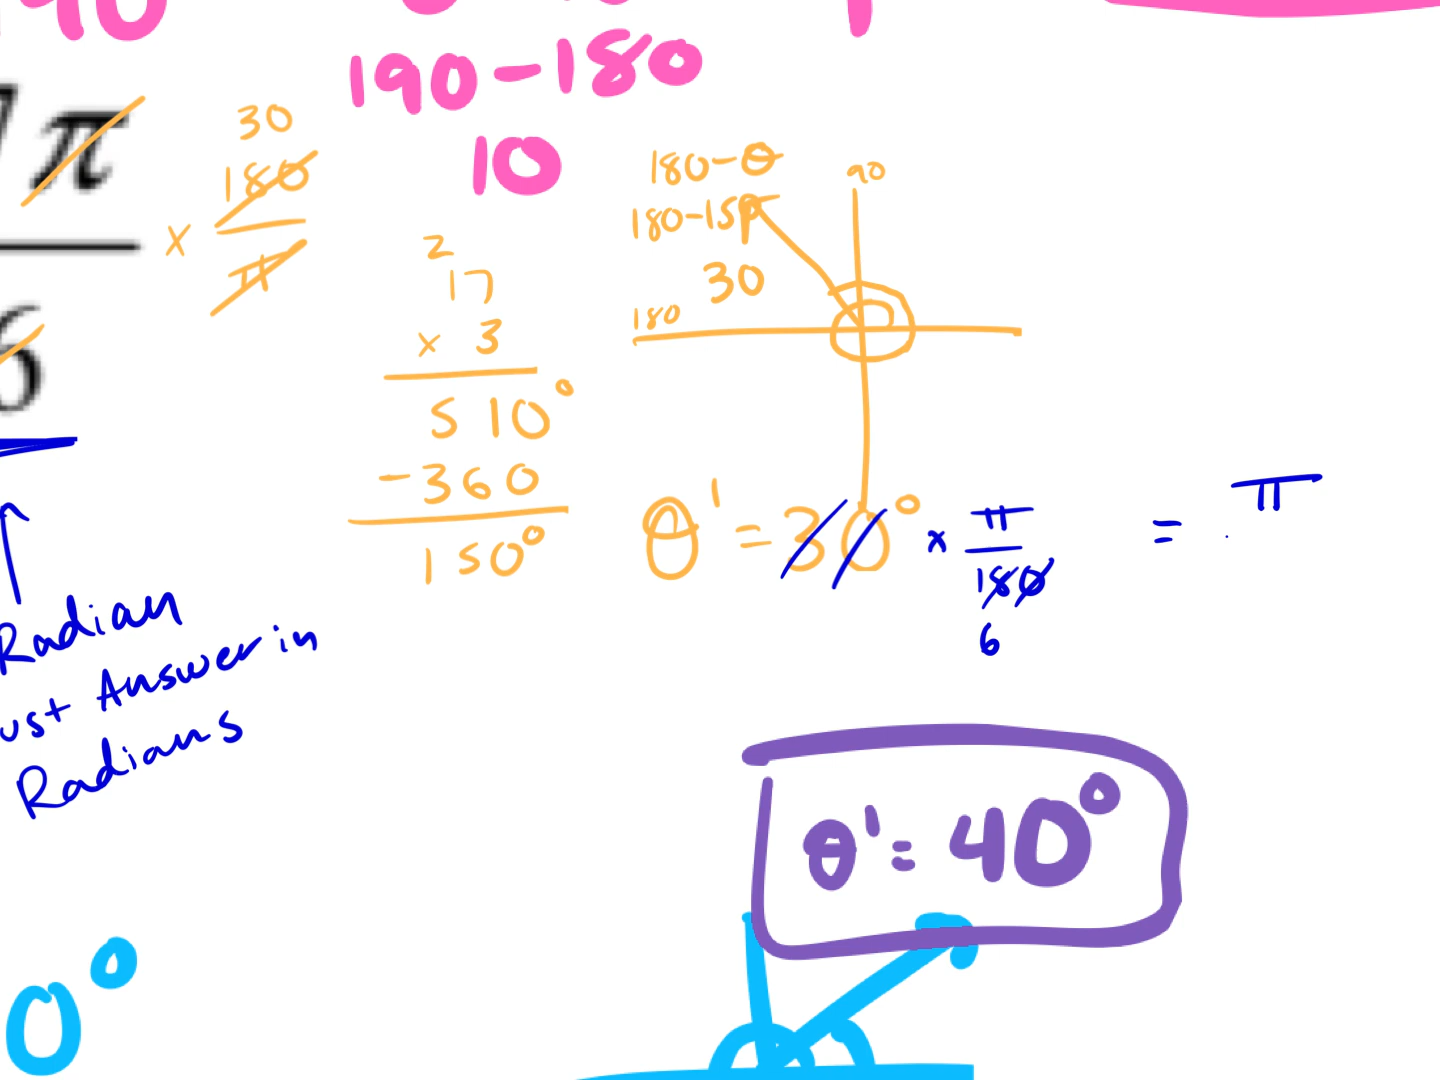 190 - 180
10
π
6
x
30
180
π
2
17
x 3
510°
-360
150°
180-θ
180-150
30
180
90
θ' = 30° x π/180 = π
6
Radian
Answer in
Radians
θ' = 40°
0°